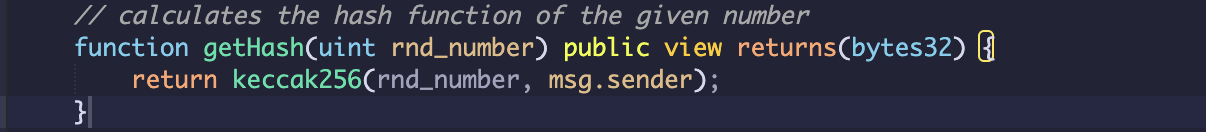 // calculates the hash function of the given number
function getHash(uint rnd_number) public view returns(bytes32) {
return keccak256(rnd_number, msg.sender);
}